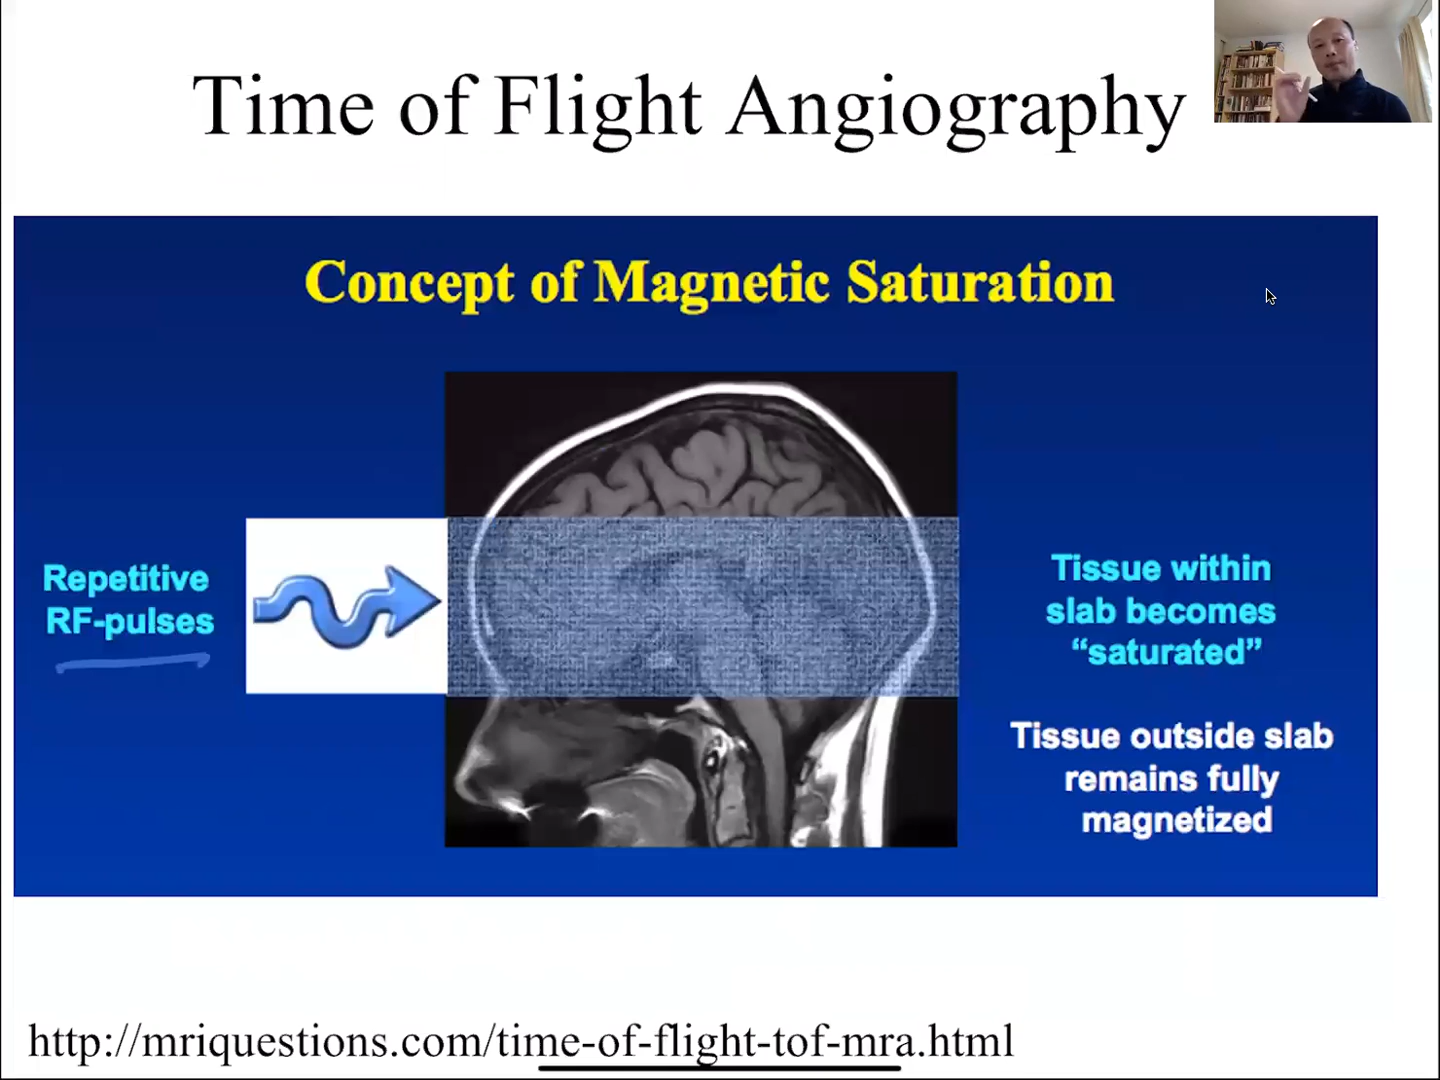 Time of Flight Angiography
Concept of Magnetic Saturation
Repetitive
RF-pulses
Tissue within
slab becomes
“saturated”
Tissue outside slab
remains fully
magnetized
http://mriquestions.com/time-of-flight-tof-mra.html